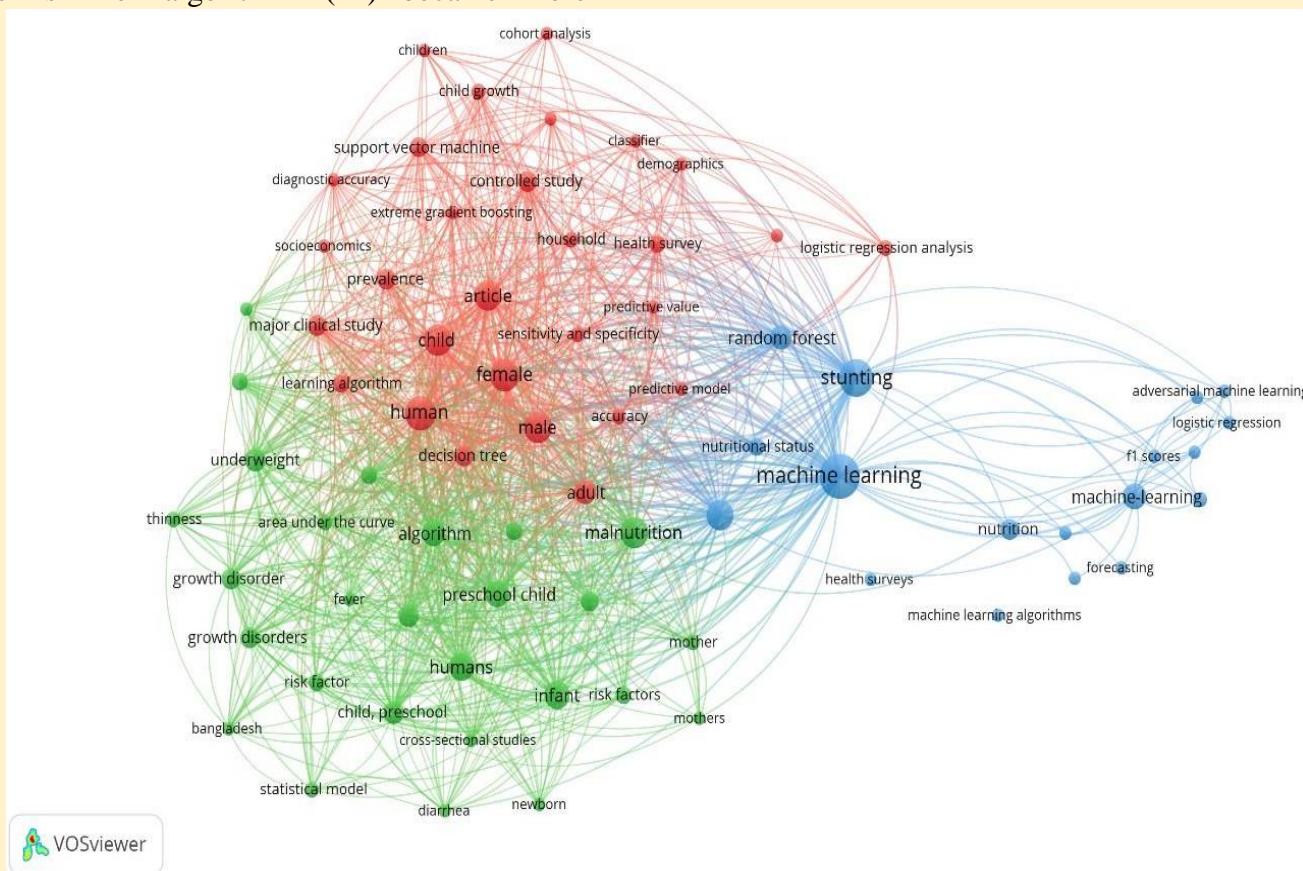 cohort analysis
children
child growth
classifier
support vector machine
demographics
diagnostic accuracy
controlled study
extreme gradient boosting
socioeconomics
household
health survey
logistic regression analysis
prevalence
article
predictive value
major clinical study
sensitivity and specificity
random forest
child
female
stunting
learning algorithm
predictive model
adversarial machine learning
human
male
accuracy
logistic regression
nutritional status
decision tree
underweight
f1 scores
machine learning
adult
machine-learning
thinness
area under the curve
algorithm
malnutrition
nutrition
growth disorder
forecasting
health surveys
fever
preschool child
machine learning algorithms
growth disorders
mother
humans
risk factor
infant
risk factors
child, preschool
mothers
bangladesh
cross-sectional studies
statistical model
newborn
diarrhea
VOSviewer